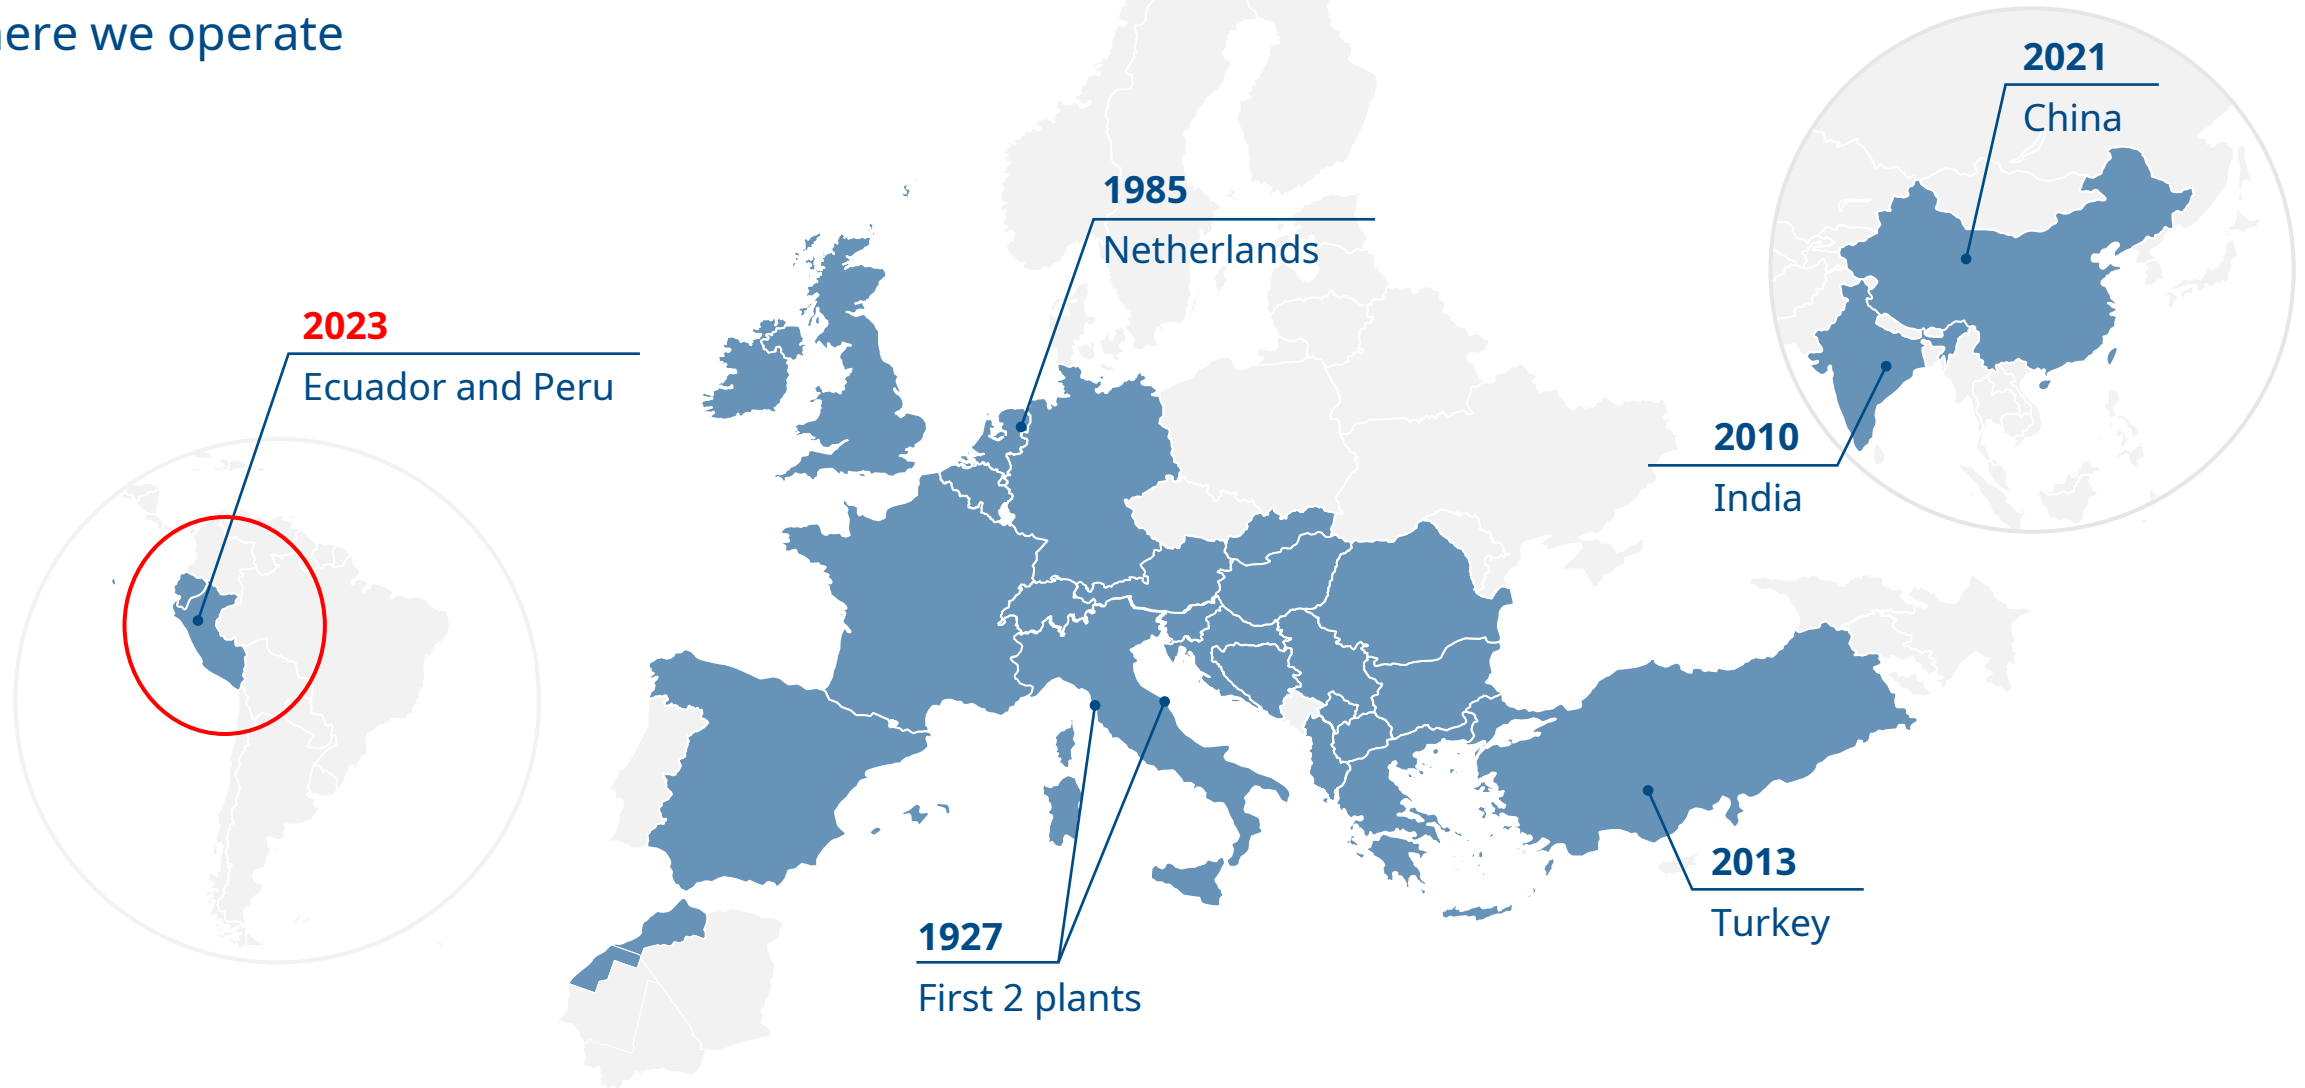 ere we operate
2021
China
1985
Netherlands
2023
Ecuador and Peru
2010
India
2013
Turkey
1927
First 2 plants